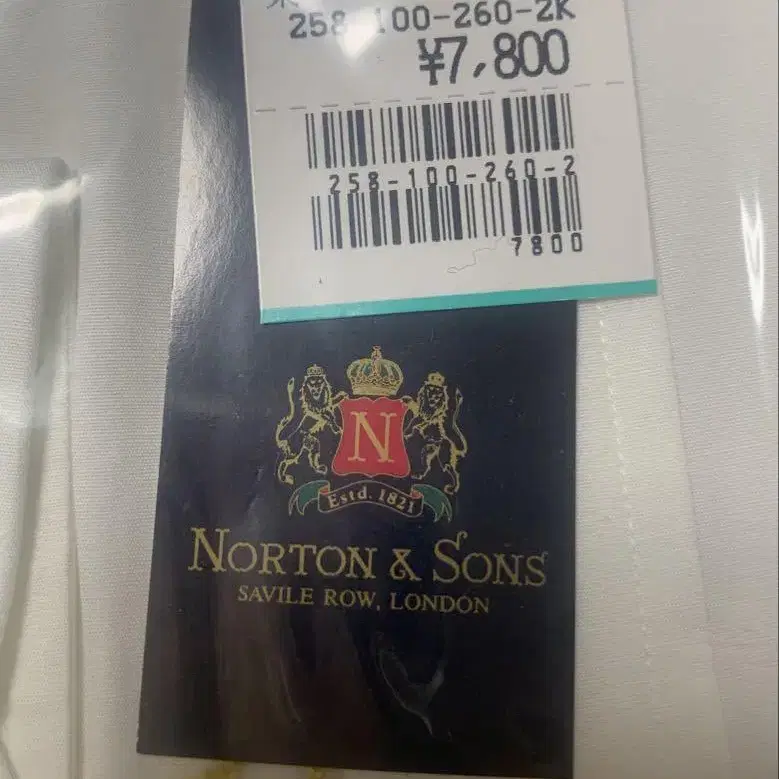 258-100-260-2K
¥7,800
258-100-260-2
7800
N
Estd. 1821
NORTON & SONS
SAVILE ROW, LONDON